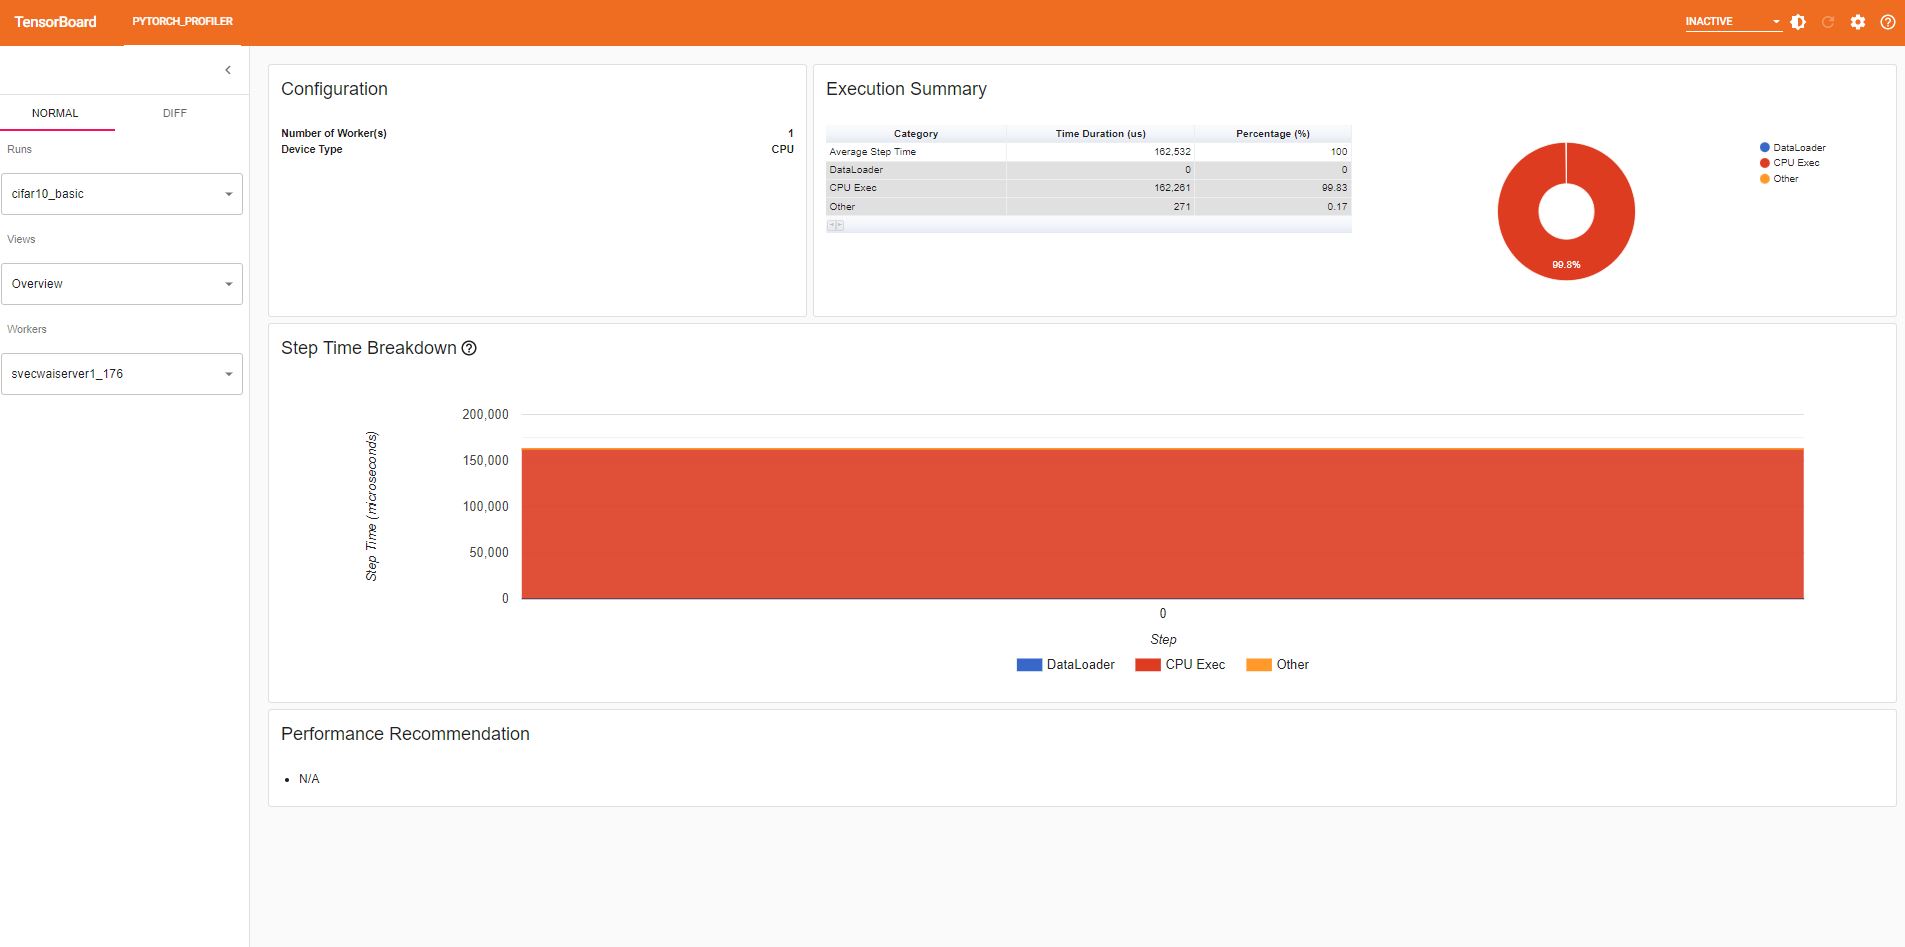 TensorBoard PYTORCH_PROFILER INACTIVE
NORMAL DIFF
Runs
cifar10_basic
Views
Overview
Workers
svecwaiserver1_176
Configuration
Number of Worker(s) 1
Device Type CPU
Execution Summary
Category Time Duration (us) Percentage (%)
Average Step Time 162,532 100
DataLoader 0 0
CPU Exec 162,261 99.83
Other 271 0.17
99.8%
DataLoader
CPU Exec
Other
Step Time Breakdown
Step Time (microseconds)
200,000
150,000
100,000
50,000
0
0
Step
DataLoader CPU Exec Other
Performance Recommendation
• N/A